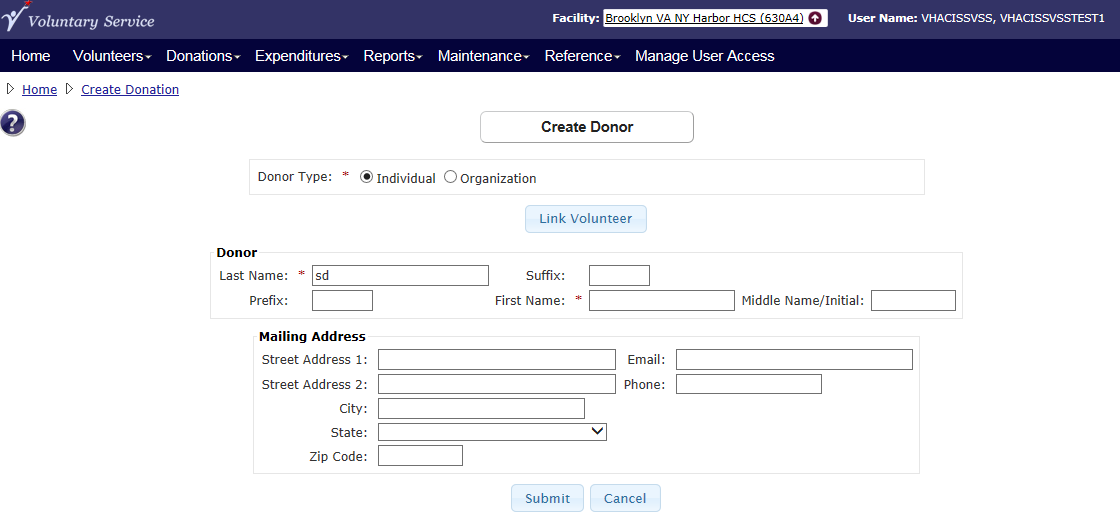 Voluntary Service
Facility: Brooklyn VA NY Harbor HCS (630A4) User Name: VHACISSVSS, VHACISSVSSTEST1
Home Volunteers Donations Expenditures Reports Maintenance Reference Manage User Access
Home Create Donation
?
Create Donor
Donor Type: * Individual Organization
Link Volunteer
Donor
Last Name: * sd Suffix:
Prefix: First Name: * Middle Name/Initial:
Mailing Address
Street Address 1: Email:
Street Address 2: Phone:
City:
State:
Zip Code:
Submit Cancel